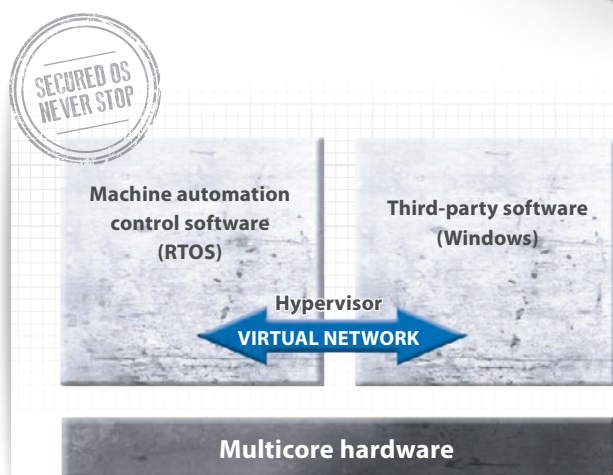 SECURED OS
NEVER STOP
Machine automation
control software
(RTOS)
Third-party software
(Windows)
Hypervisor
VIRTUAL NETWORK
Multicore hardware